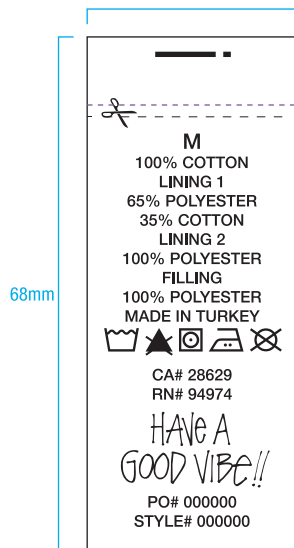 M
100% COTTON
LINING 1
65% POLYESTER
35% COTTON
LINING 2
100% POLYESTER
FILLING
100% POLYESTER
MADE IN TURKEY
68mm
CA# 28629
RN# 94974
HAVE A
GOOD VIBE!!
PO# 000000
STYLE# 000000